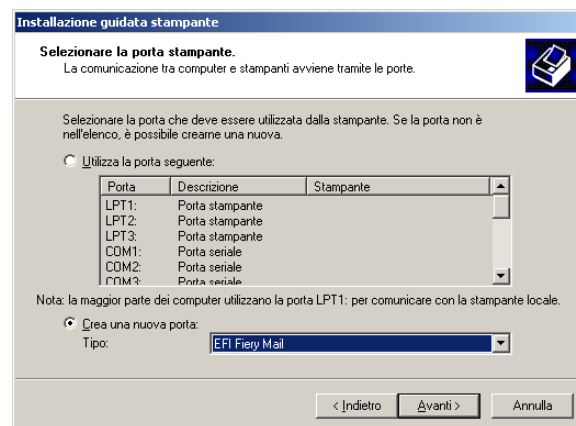 Installazione guidata stampante
Selezionare la porta stampante.
La comunicazione tra computer e stampanti avviene tramite le porte.
Selezionare la porta che deve essere utilizzata dalla stampante. Se la porta non è
nell'elenco, è possibile crearne una nuova.
Utilizza la porta seguente:
Porta Descrizione Stampante
LPT1: Porta stampante
LPT2: Porta stampante
LPT3: Porta stampante
COM1: Porta seriale
COM2: Porta seriale
COM3: Porta seriale
Nota: la maggior parte dei computer utilizzano la porta LPT1: per comunicare con la stampante locale.
Crea una nuova porta:
Tipo: EFI Fiery Mail
< Indietro Avanti > Annulla